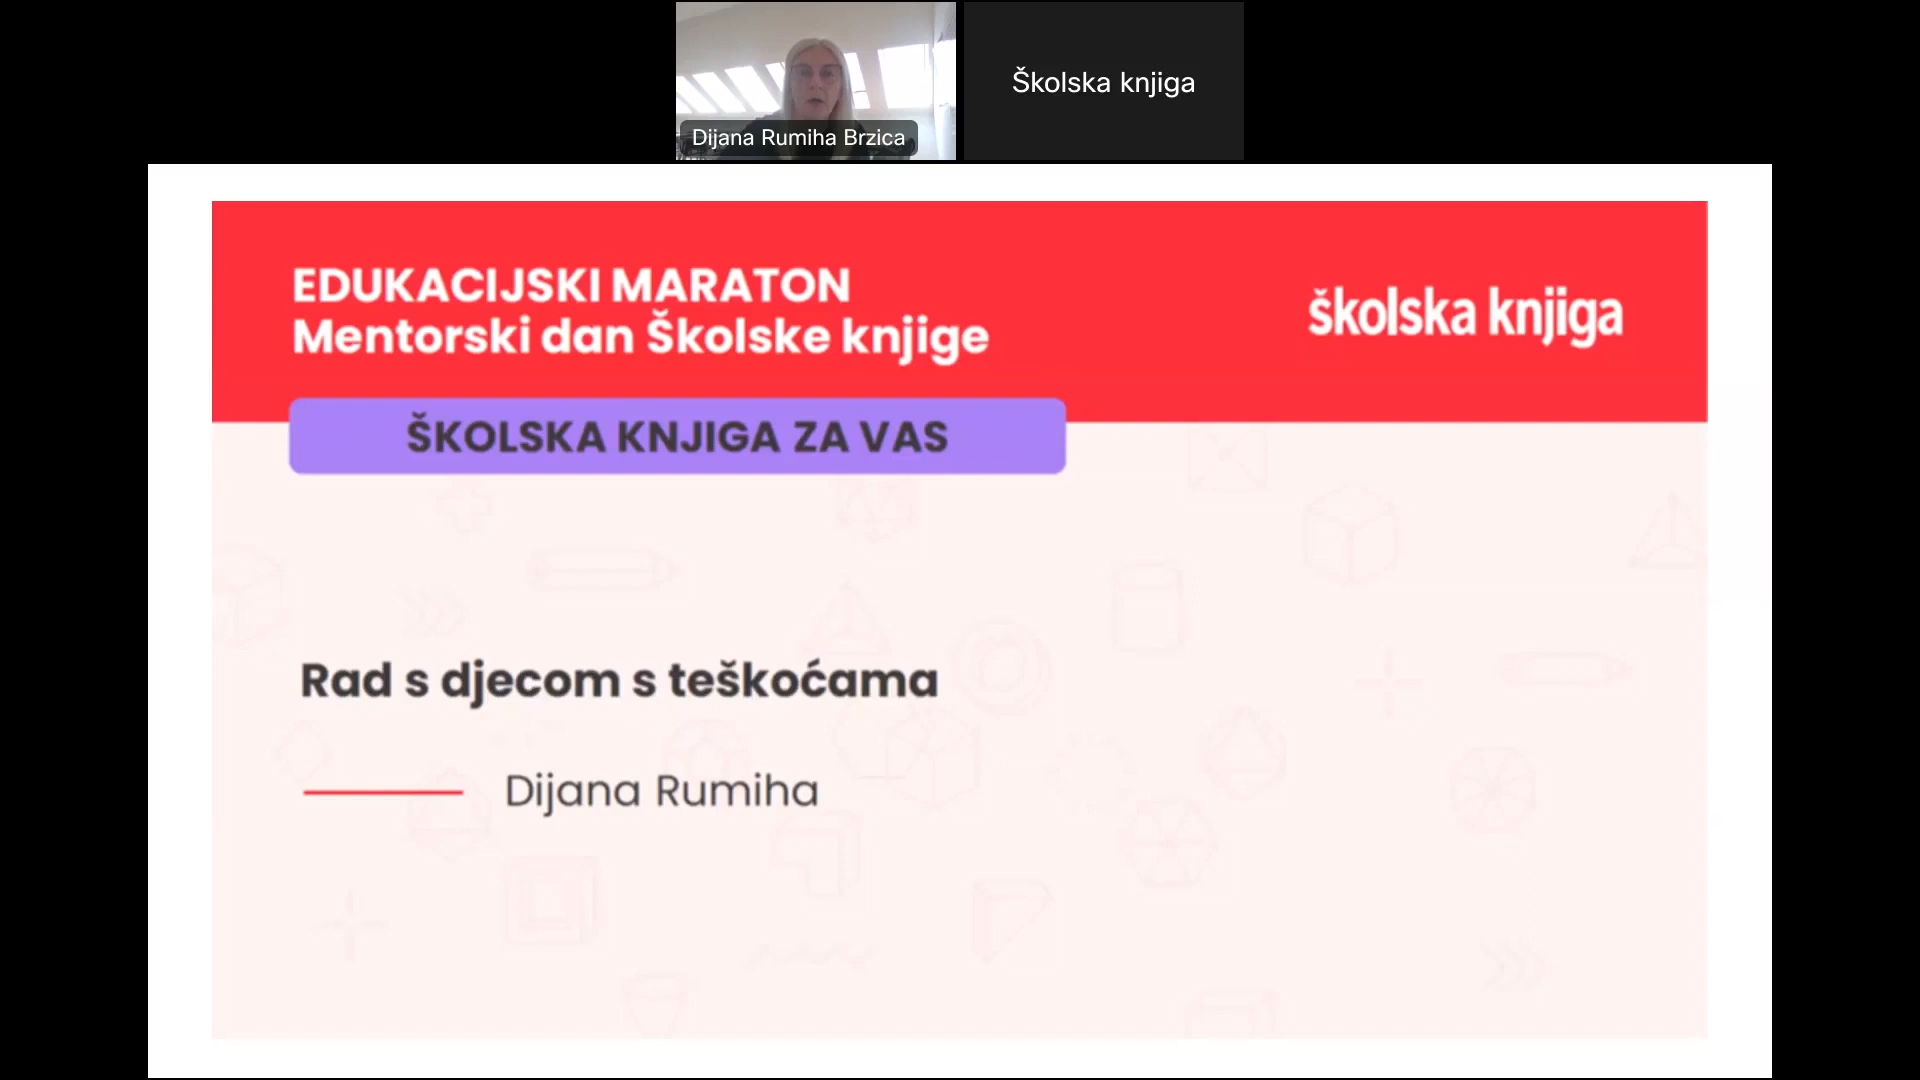 Dijana Rumiha Brzica
Školska knjiga
EDUKACIJSKI MARATON
Mentorski dan Školske knjige
školska knjiga
ŠKOLSKA KNJIGA ZA VAS
Rad s djecom s teškoćama
Dijana Rumiha